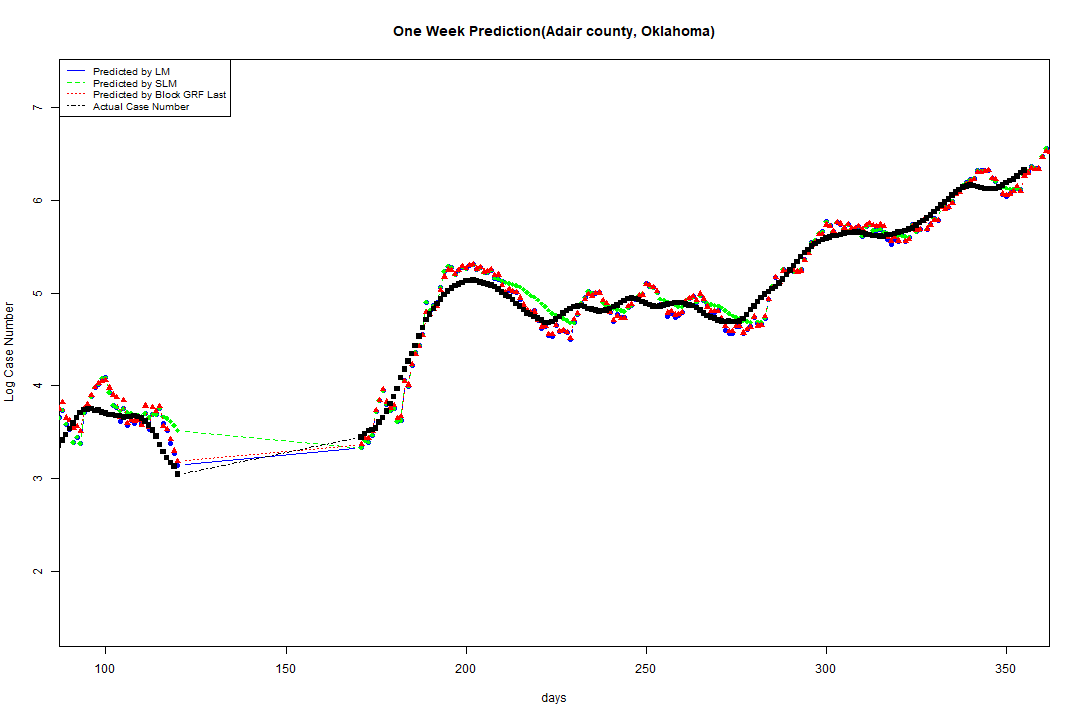 One Week Prediction(Adair county, Oklahoma)
Predicted by LM
Predicted by SLM
Predicted by Block GRF Last
Actual Case Number
7
6
5
4
3
2
Log Case Number
100
150
200
250
300
350
days